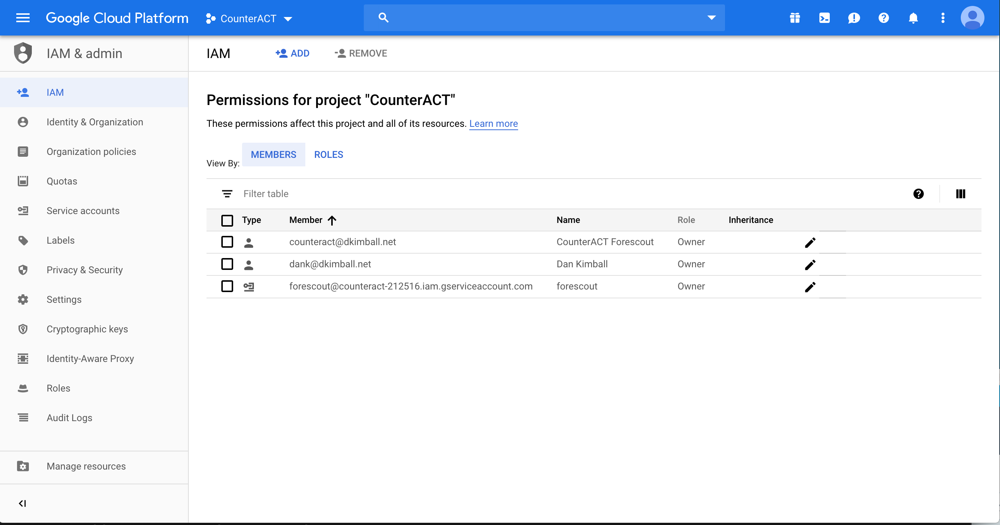 Google Cloud Platform
CounterACT
IAM & admin
IAM
ADD
REMOVE
IAM
Identity & Organization
Organization policies
Quotas
Service accounts
Labels
Privacy & Security
Settings
Cryptographic keys
Identity-Aware Proxy
Roles
Audit Logs
Manage resources
Permissions for project "CounterACT"
These permissions affect this project and all of its resources. Learn more
View By: MEMBERS ROLES
Filter table
Type Member Name Role Inheritance
counteract@dkimball.net CounterACT Forescout Owner
dank@dkimball.net Dan Kimball Owner
forescout@counteract-212516.iam.gserviceaccount.com forescout Owner